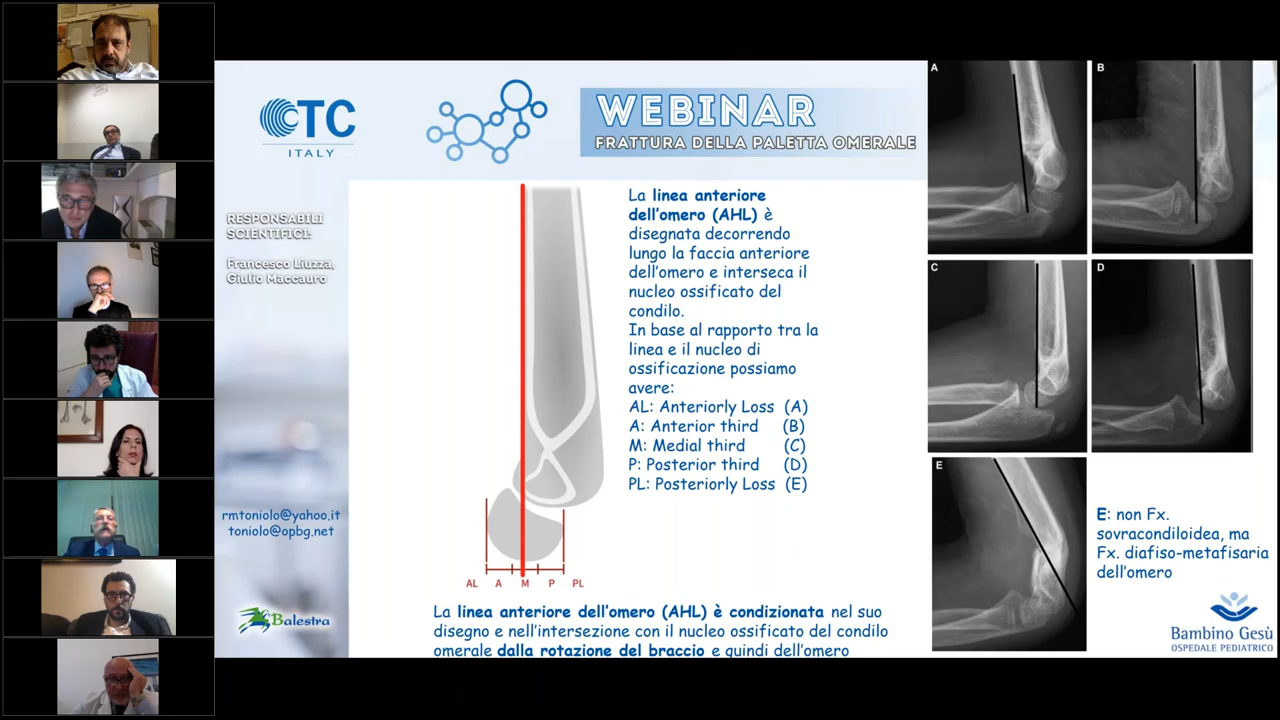 CTC
ITALY
WEBINAR
FRATTURA DELLA PALETTA OMERALE
RESPONSABILI
SCIENTIFICI:
Francesco Liuzza,
Giulio Maccauro
rmtoniolo@yahoo.it
toniolo@opbg.net
Balestra
La linea anteriore
dell'omero (AHL) è
disegnata decorrendo
lungo la faccia anteriore
dell'omero e interseca il
nucleo ossificato del
condilo.
In base al rapporto tra la
linea e il nucleo di
ossificazione possiamo
avere:
AL: Anteriorly Loss (A)
A: Anterior third (B)
M: Medial third (C)
P: Posterior third (D)
PL: Posteriorly Loss (E)
AL A M P PL
La linea anteriore dell'omero (AHL) è condizionata nel suo
disegno e nell'intersezione con il nucleo ossificato del condilo
omerale dalla rotazione del braccio e quindi dell'omero
A
B
C
D
E
E: non Fx.
sovracondiloidea, ma
Fx. diafiso-metafisaria
dell'omero
Bambino Gesù
OSPEDALE PEDIATRICO